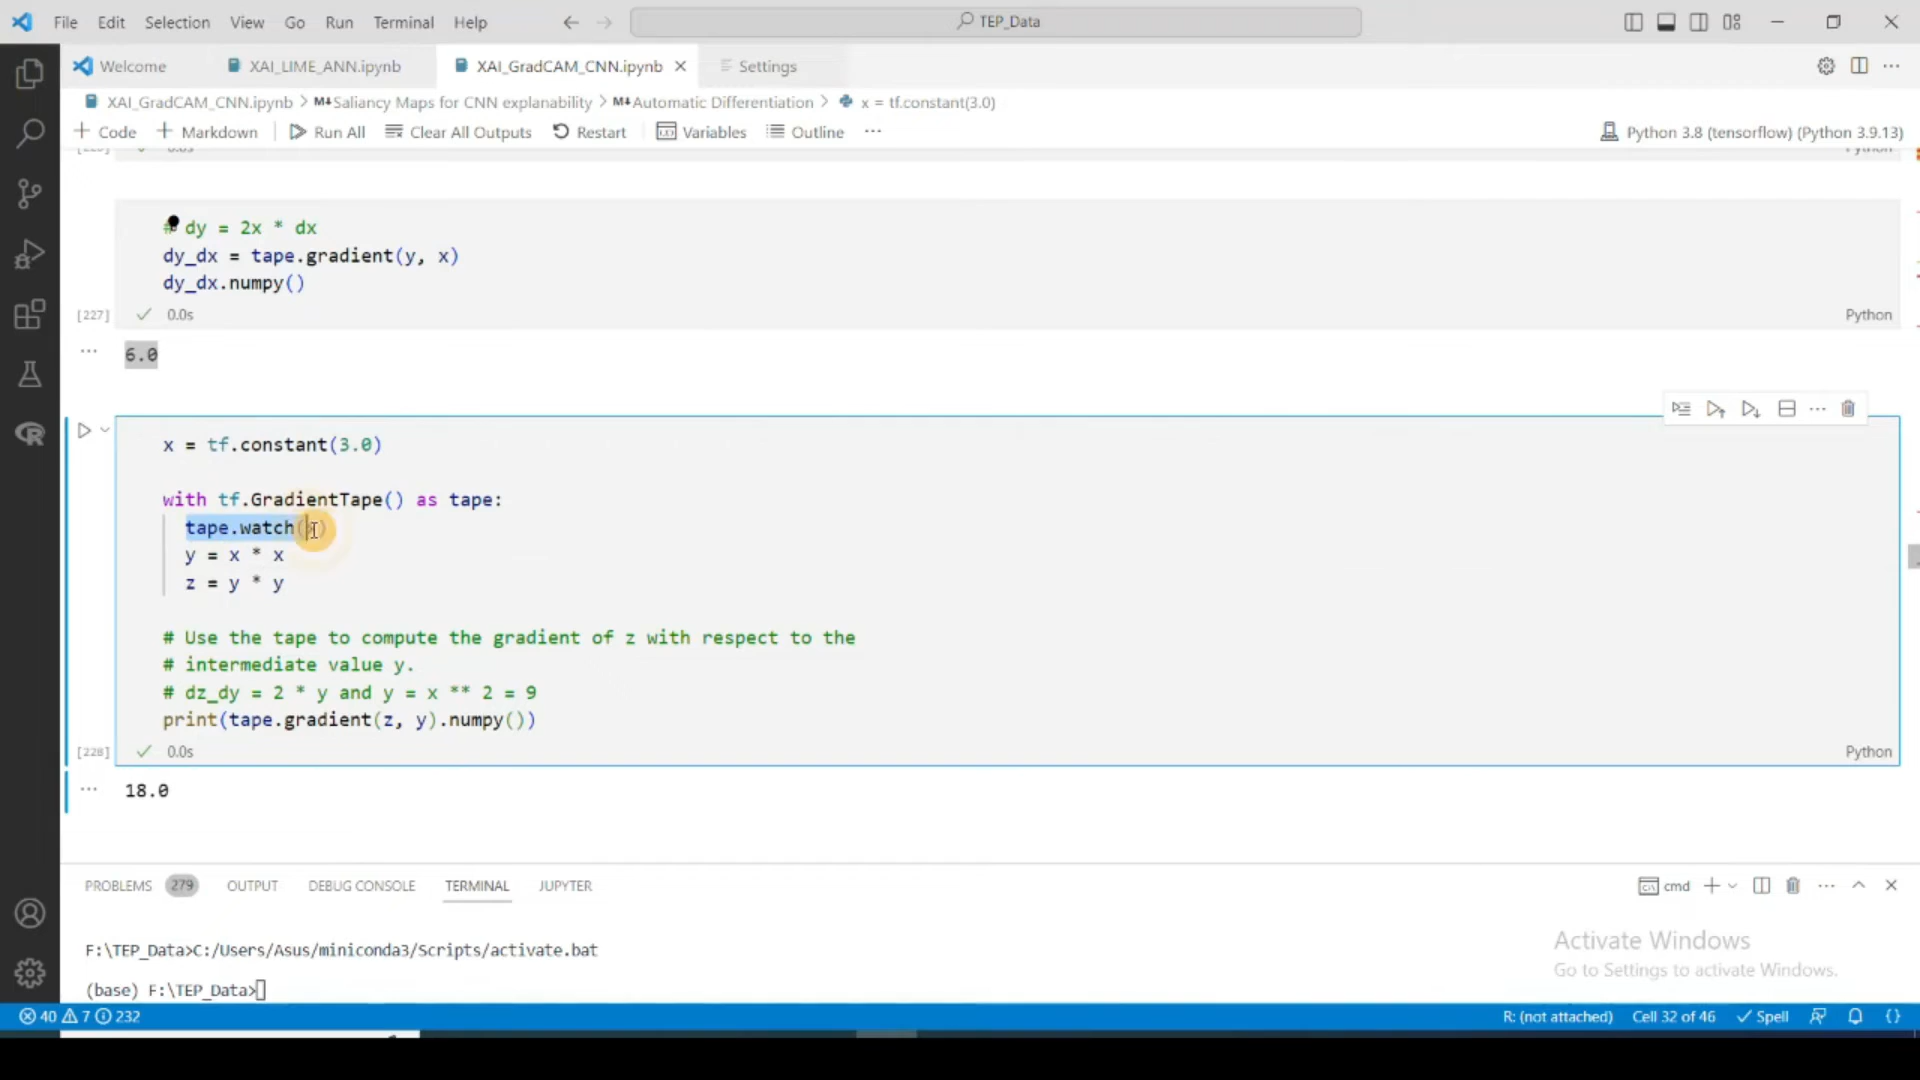 File Edit Selection View Go Run Terminal Help TEP_Data
Welcome XAI_LIME_ANN.ipynb XAI_GradCAM_CNN.ipynb Settings
XAI_GradCAM_CNN.ipynb > M↓Saliancy Maps for CNN explanability > M↓Automatic Differentiation > x = tf.constant(3.0)
+ Code + Markdown Run All Clear All Outputs Restart Variables Outline ... Python 3.8 (tensorflow) (Python 3.9.13)
# dy = 2x * dx
dy_dx = tape.gradient(y, x)
dy_dx.numpy()
[227] 0.0s Python
... 6.0
x = tf.constant(3.0)
with tf.GradientTape() as tape:
tape.watch(x)
y = x * x
z = y * y
# Use the tape to compute the gradient of z with respect to the
# intermediate value y.
# dz_dy = 2 * y and y = x ** 2 = 9
print(tape.gradient(z, y).numpy())
[228] 0.0s Python
... 18.0
PROBLEMS 279 OUTPUT DEBUG CONSOLE TERMINAL JUPYTER cmd
F:\TEP_Data>C:/Users/Asus/miniconda3/Scripts/activate.bat
Activate Windows
Go to Settings to activate Windows.
(base) F:\TEP_Data>
40 7 232 R: (not attached) Cell 32 of 46 Spell